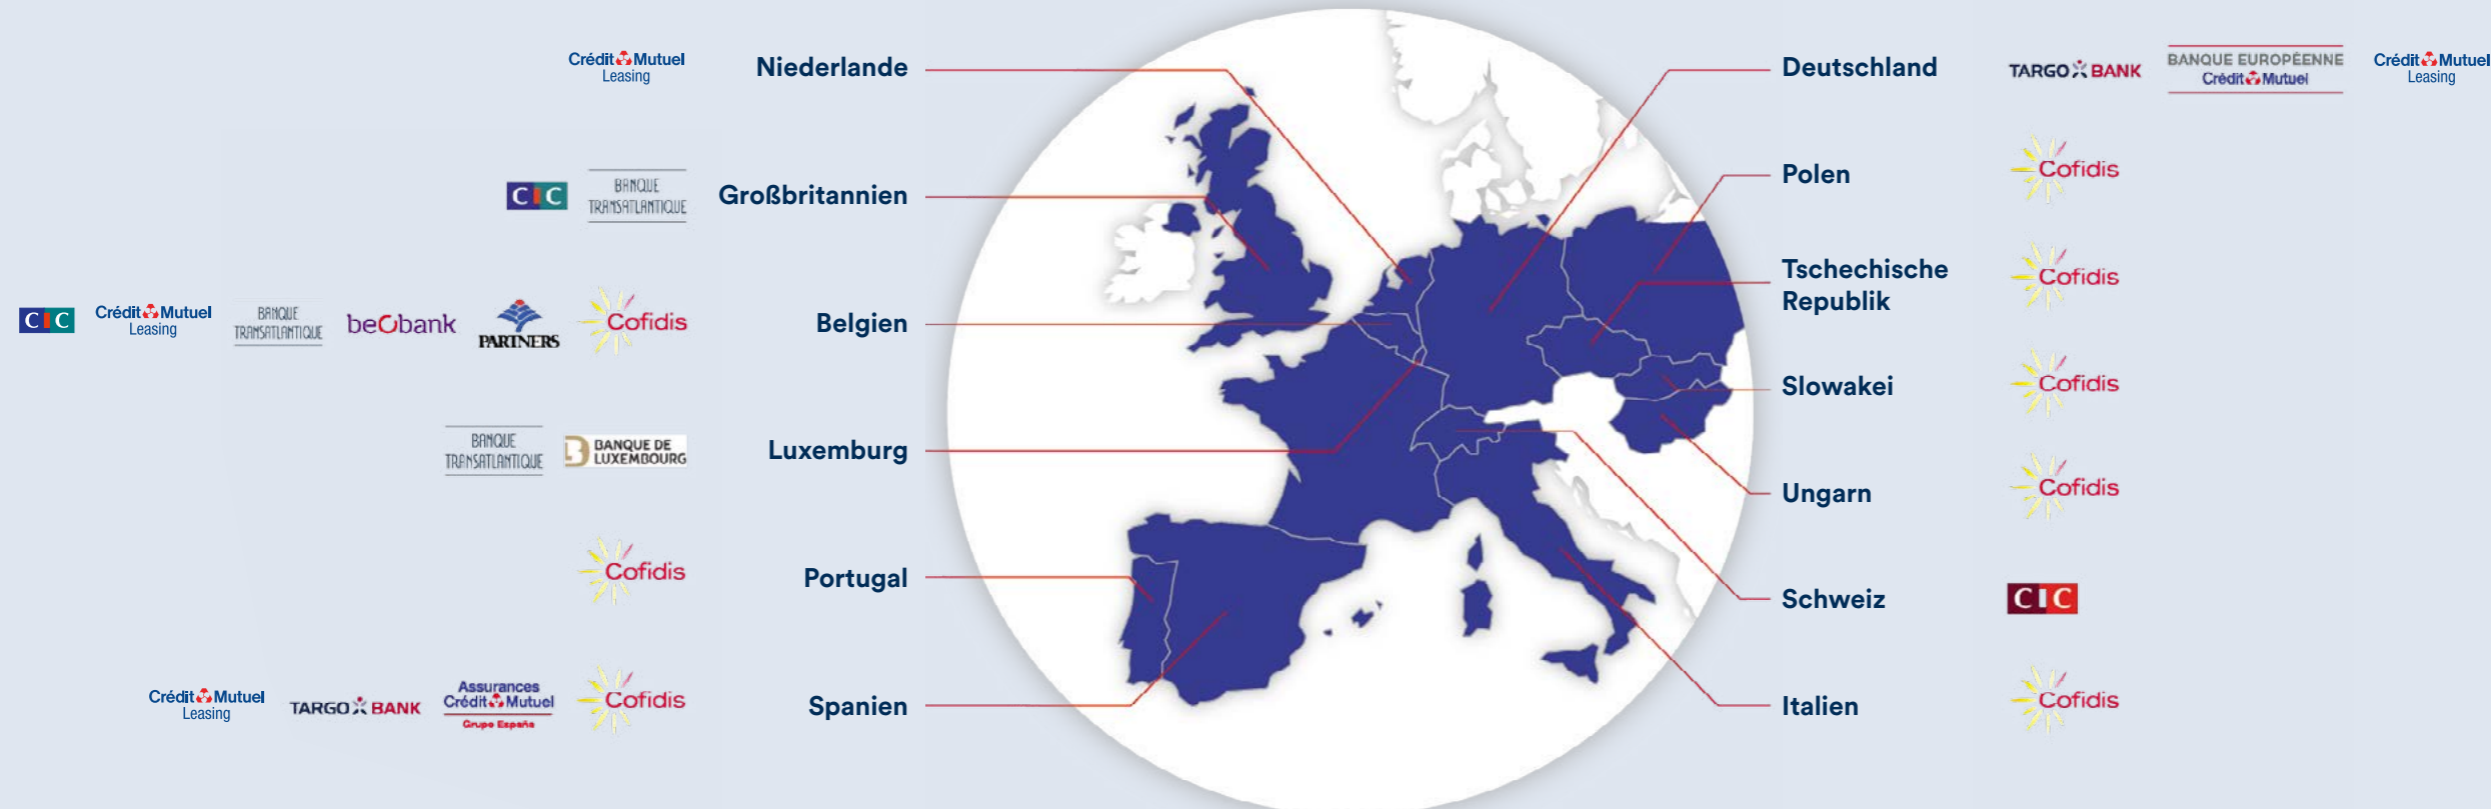 Crédit Mutuel
Leasing
Niederlande
CIC
BANQUE
TRANSATLANTIQUE
Großbritannien
CIC
Crédit Mutuel
Leasing
BANQUE
TRANSATLANTIQUE
beobank
PARTNERS
Cofidis
Belgien
BANQUE
TRANSATLANTIQUE
BANQUE DE
LUXEMBOURG
Luxemburg
Cofidis
Portugal
Crédit Mutuel
Leasing
TARGO BANK
Assurances
Crédit Mutuel
Grupo España
Cofidis
Spanien
Deutschland
TARGO BANK
BANQUE EUROPÉENNE
Crédit Mutuel
Crédit Mutuel
Leasing
Polen
Cofidis
Tschechische
Republik
Cofidis
Slowakei
Cofidis
Ungarn
Cofidis
Schweiz
CIC
Italien
Cofidis